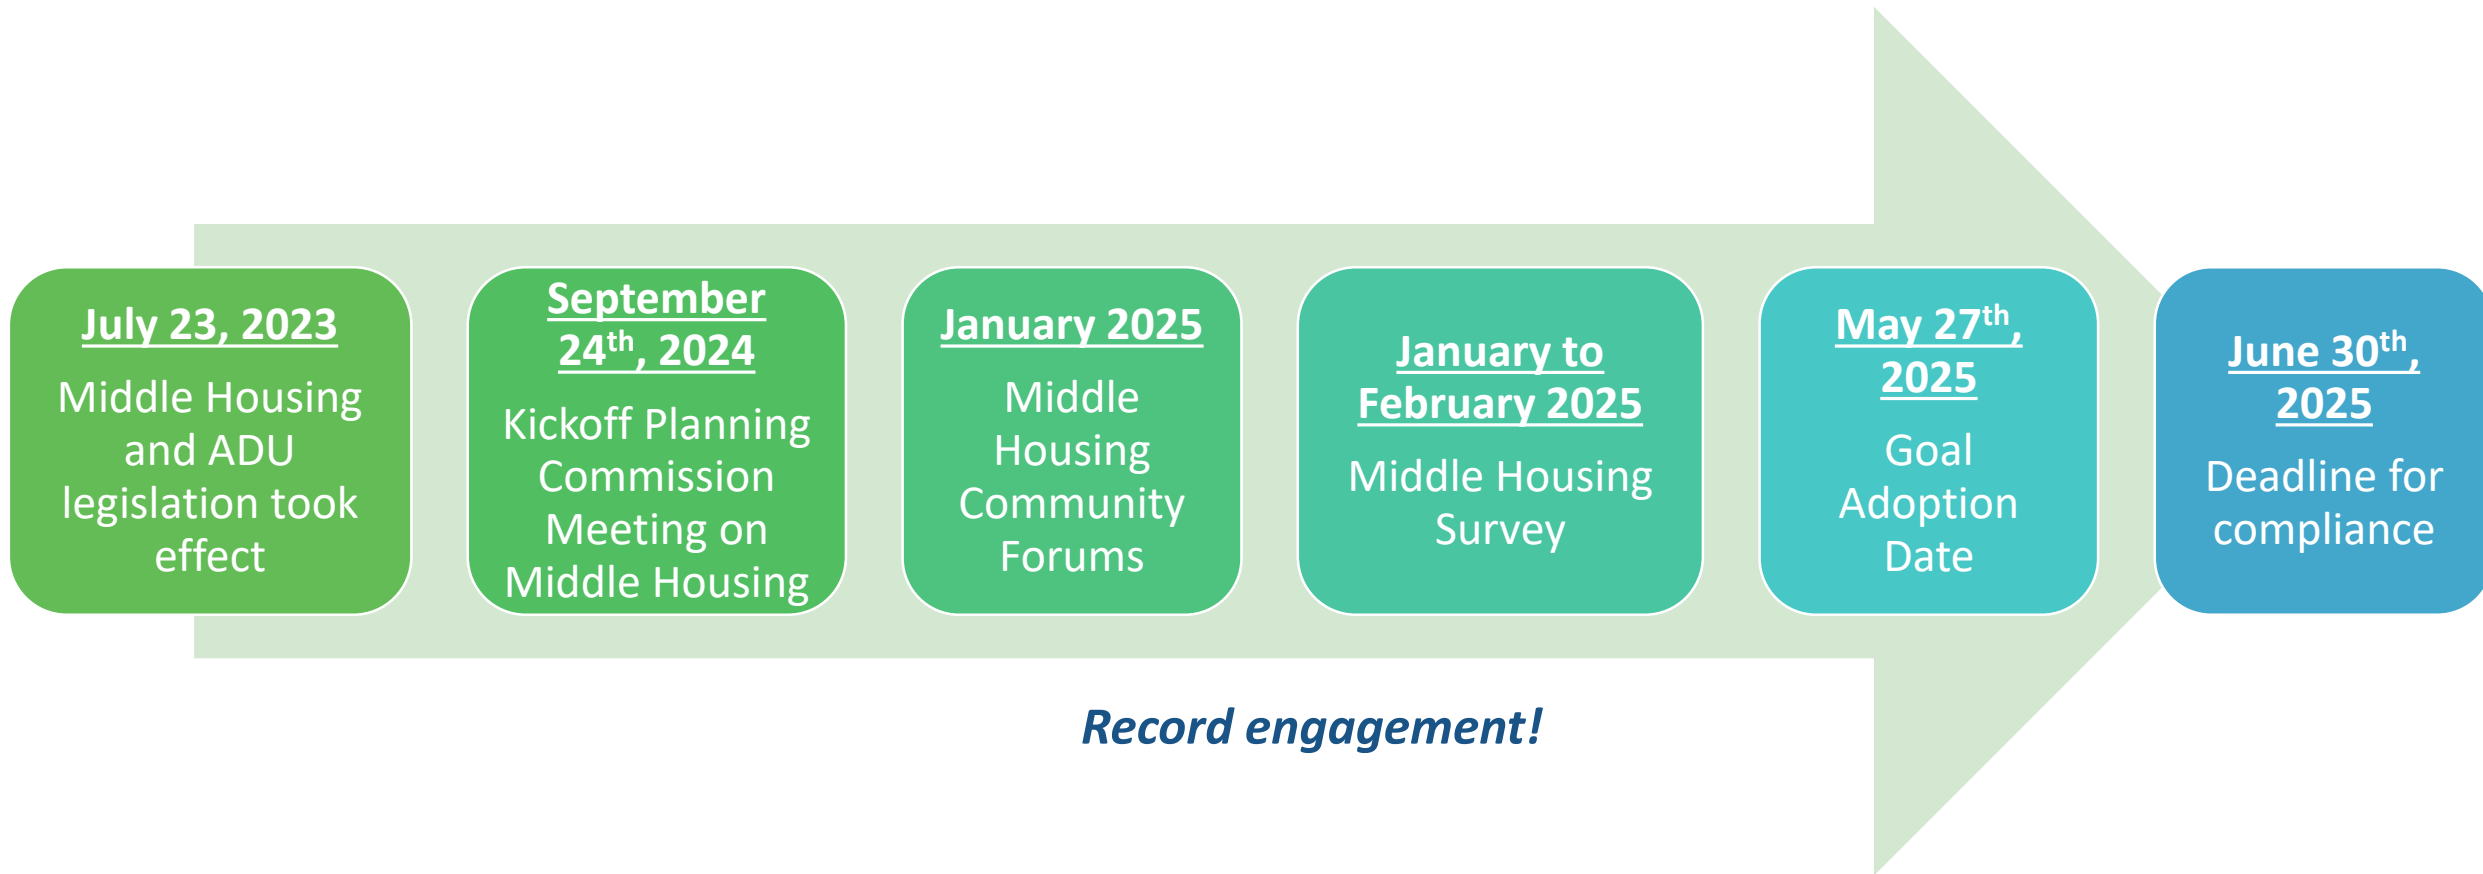 July 23, 2023
Middle Housing
and ADU
legislation took
effect
September
24th, 2024
Kickoff Planning
Commission
Meeting on
Middle Housing
January 2025
Middle
Housing
Community
Forums
January to
February 2025
Middle Housing
Survey
May 27th,
2025
Goal
Adoption
Date
June 30th,
2025
Deadline for
compliance
Record engagement!